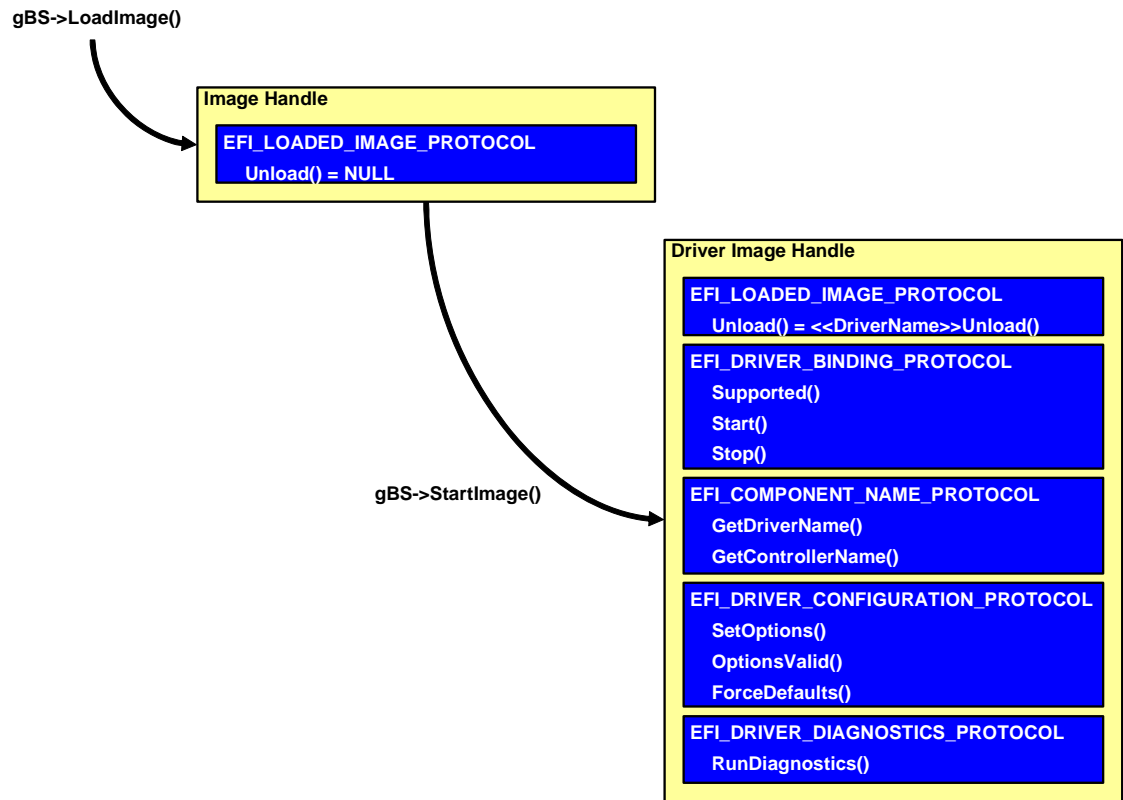 gBS->LoadImage()
Image Handle
EFI_LOADED_IMAGE_PROTOCOL
Unload() = NULL
gBS->StartImage()
Driver Image Handle
EFI_LOADED_IMAGE_PROTOCOL
Unload() = <<DriverName>>Unload()
EFI_DRIVER_BINDING_PROTOCOL
Supported()
Start()
Stop()
EFI_COMPONENT_NAME_PROTOCOL
GetDriverName()
GetControllerName()
EFI_DRIVER_CONFIGURATION_PROTOCOL
SetOptions()
OptionsValid()
ForceDefaults()
EFI_DRIVER_DIAGNOSTICS_PROTOCOL
RunDiagnostics()